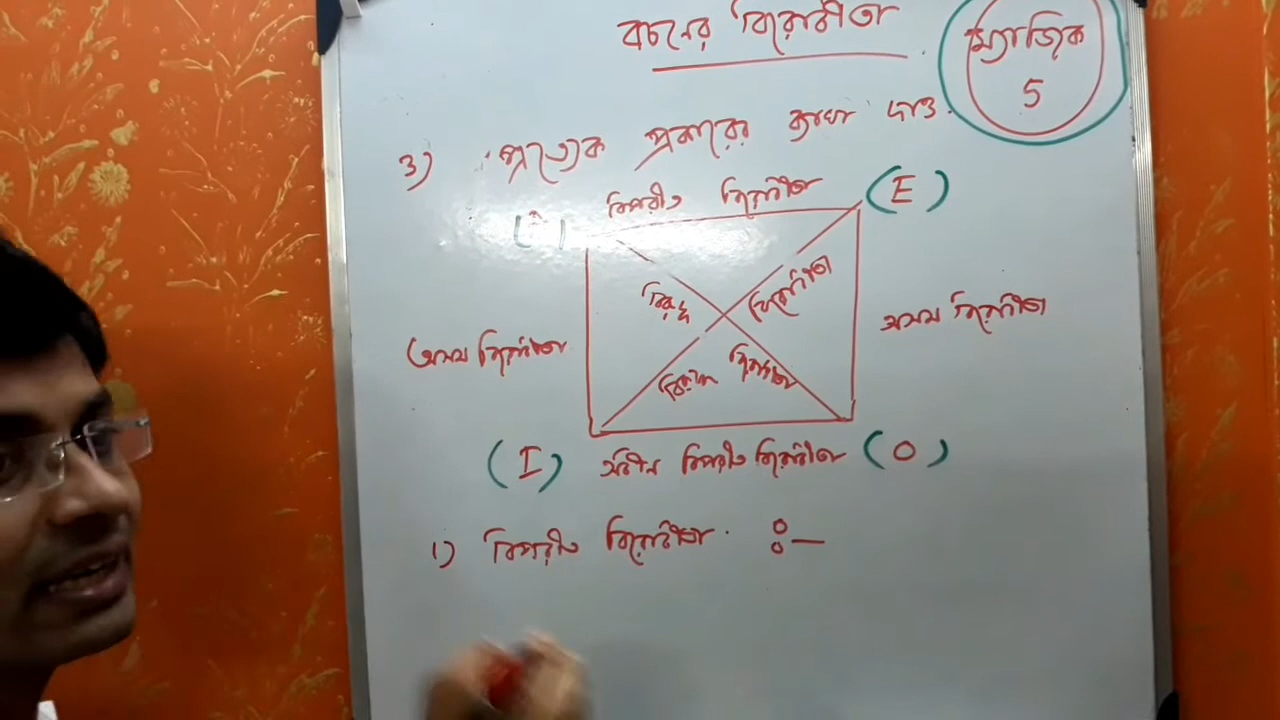 বচনের বিরোধীতা
ম্যাজিক
5
3) প্রত্যেক প্রকারের ব্যাখ্যা দাও
বিপরীত বিরোধীতা (E)
বিরুদ্ধ বিরোধীতা
অসম বিরোধীতা
অসম বিরোধীতা
বিরুদ্ধ বিরোধীতা
(I) অধীন বিপরীত বিরোধীতা (O)
1) বিপরীত বিরোধীতা :-